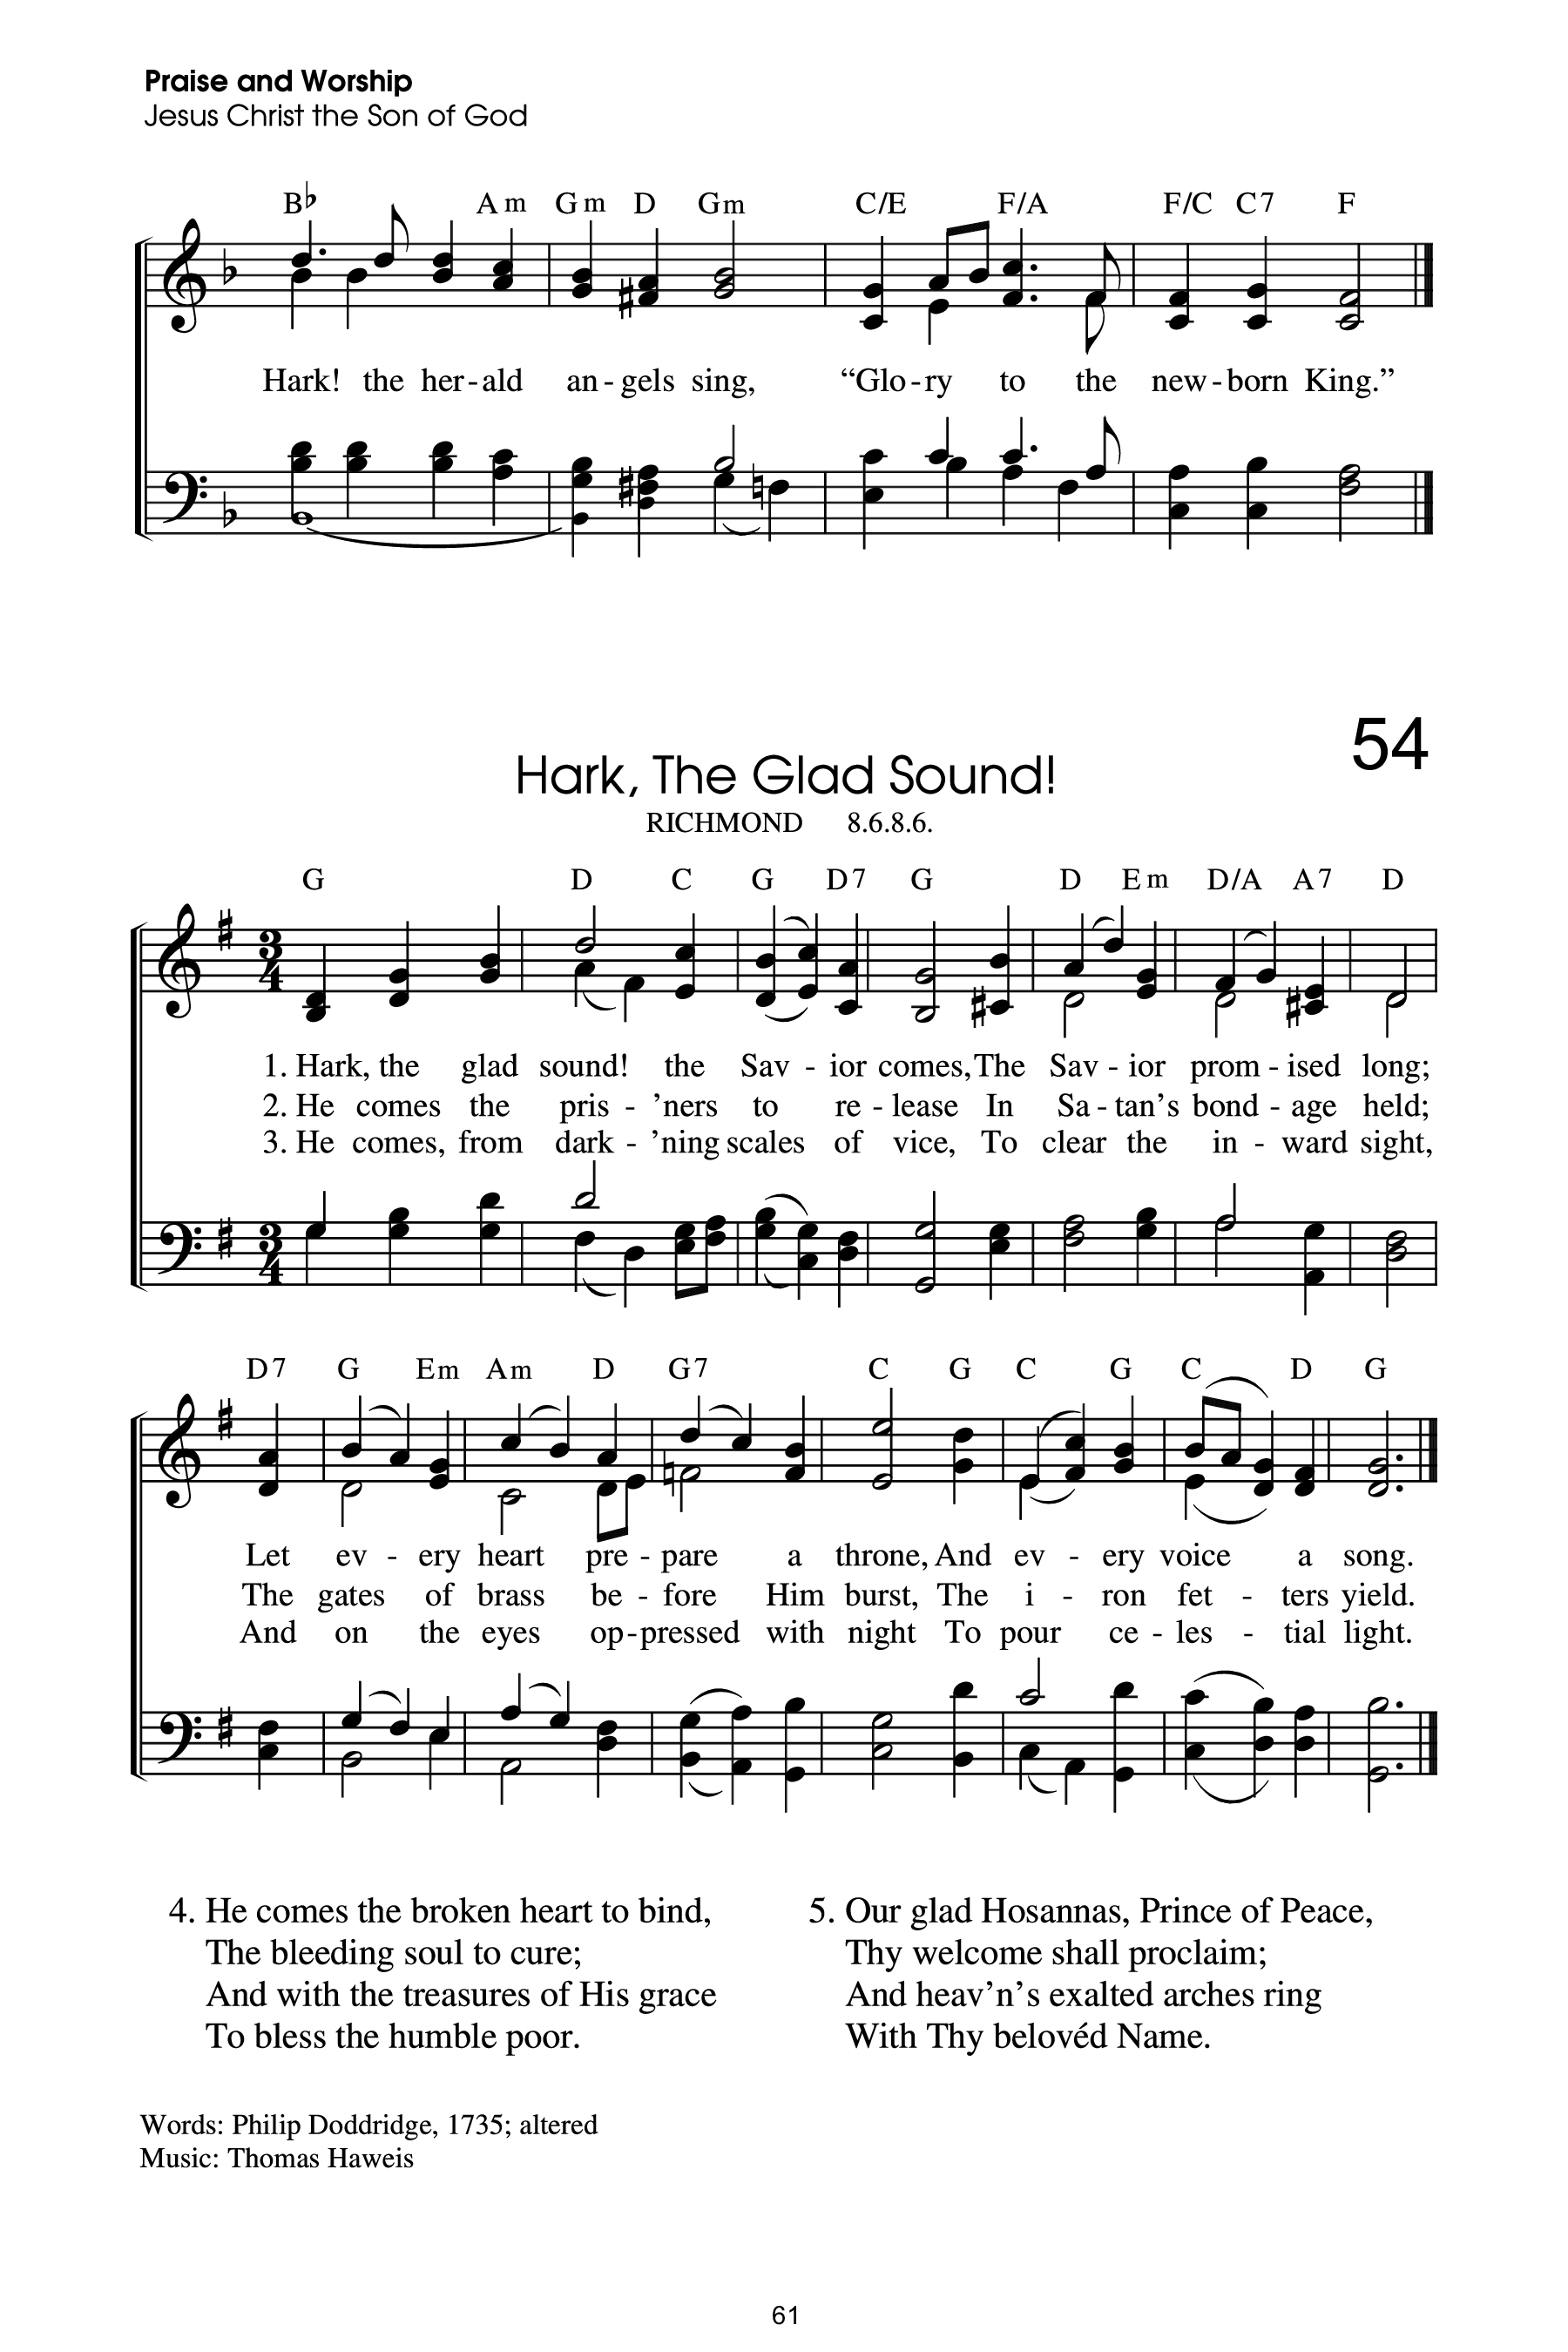 Praise and Worship
Jesus Christ the Son of God
B♭ Am Gm D Gm C/E F/A F/C C7 F
Hark! the her - ald an - gels sing, “Glo - ry to the new - born King.”
54
Hark, The Glad Sound!
RICHMOND 8.6.8.6.
G D C G D7 G D Em D/A A7 D
3 4
1. Hark, the glad sound! the Sav - ior comes, The Sav - ior prom - ised long;
2. He comes the pris - ’ners to re - lease In Sa - tan’s bond - age held;
3. He comes, from dark - ’ning scales of vice, To clear the in - ward sight,
3 4
D7 G Em Am D G7 C G C G C D G
Let ev - ery heart pre - pare a throne, And ev - ery voice a song.
The gates of brass be - fore Him burst, The i - ron fet - ters yield.
And on the eyes op - pressed with night To pour ce - les - tial light.
4. He comes the broken heart to bind,
The bleeding soul to cure;
And with the treasures of His grace
To bless the humble poor.
5. Our glad Hosannas, Prince of Peace,
Thy welcome shall proclaim;
And heav’n’s exalted arches ring
With Thy belovéd Name.
Words: Philip Doddridge, 1735; altered
Music: Thomas Haweis
61